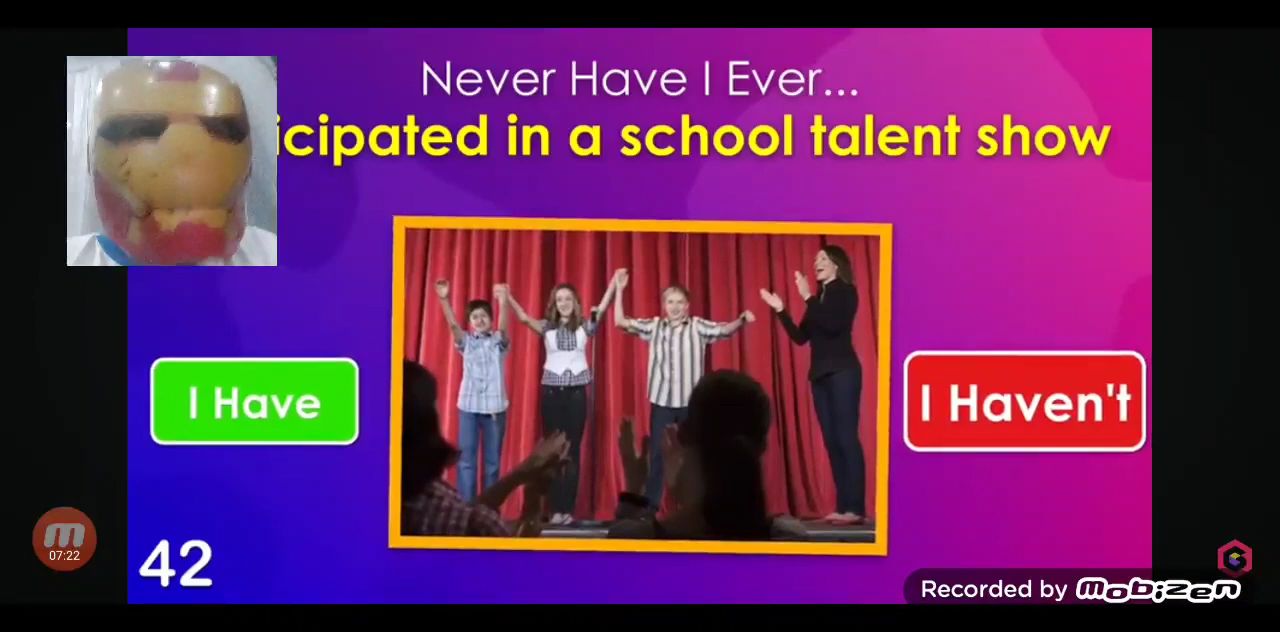 Never Have I Ever...
icipated in a school talent show
I Have
I Haven't
07:22
42
Recorded by Mobizen